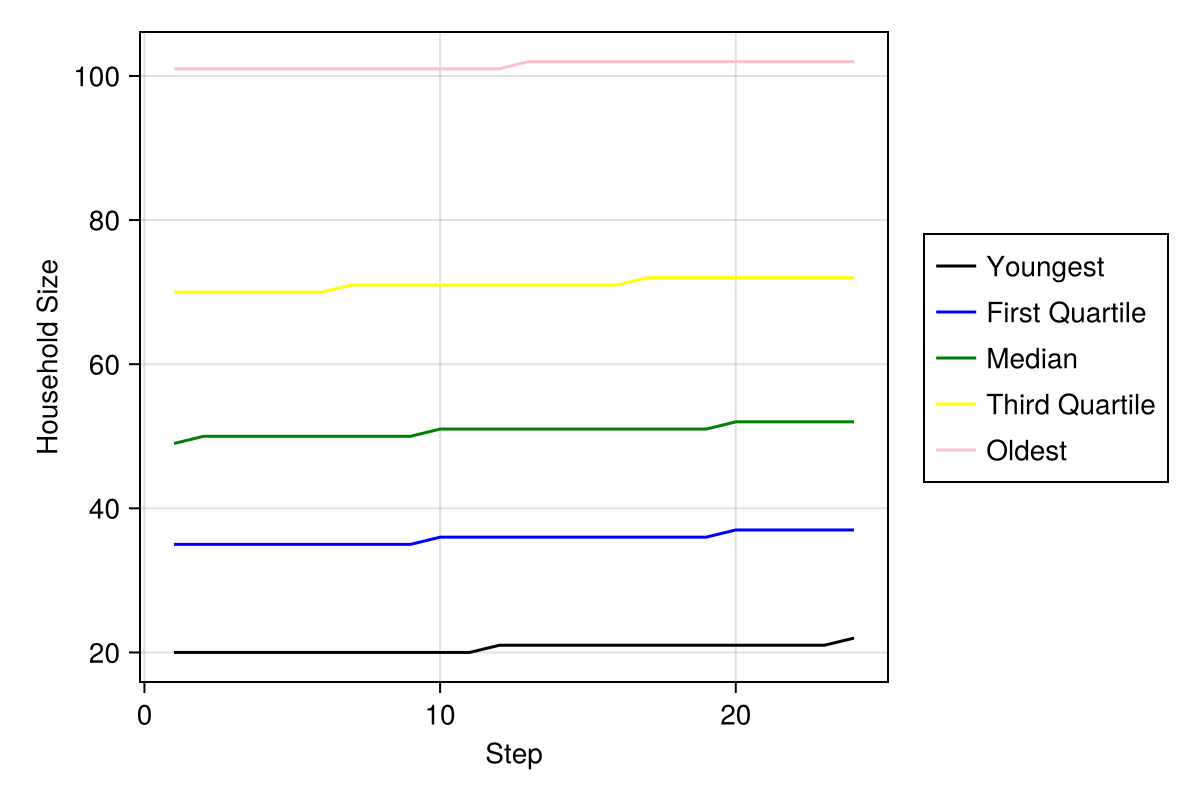 100
80
60
40
20
Household Size
0 10 20
Step
Youngest
First Quartile
Median
Third Quartile
Oldest